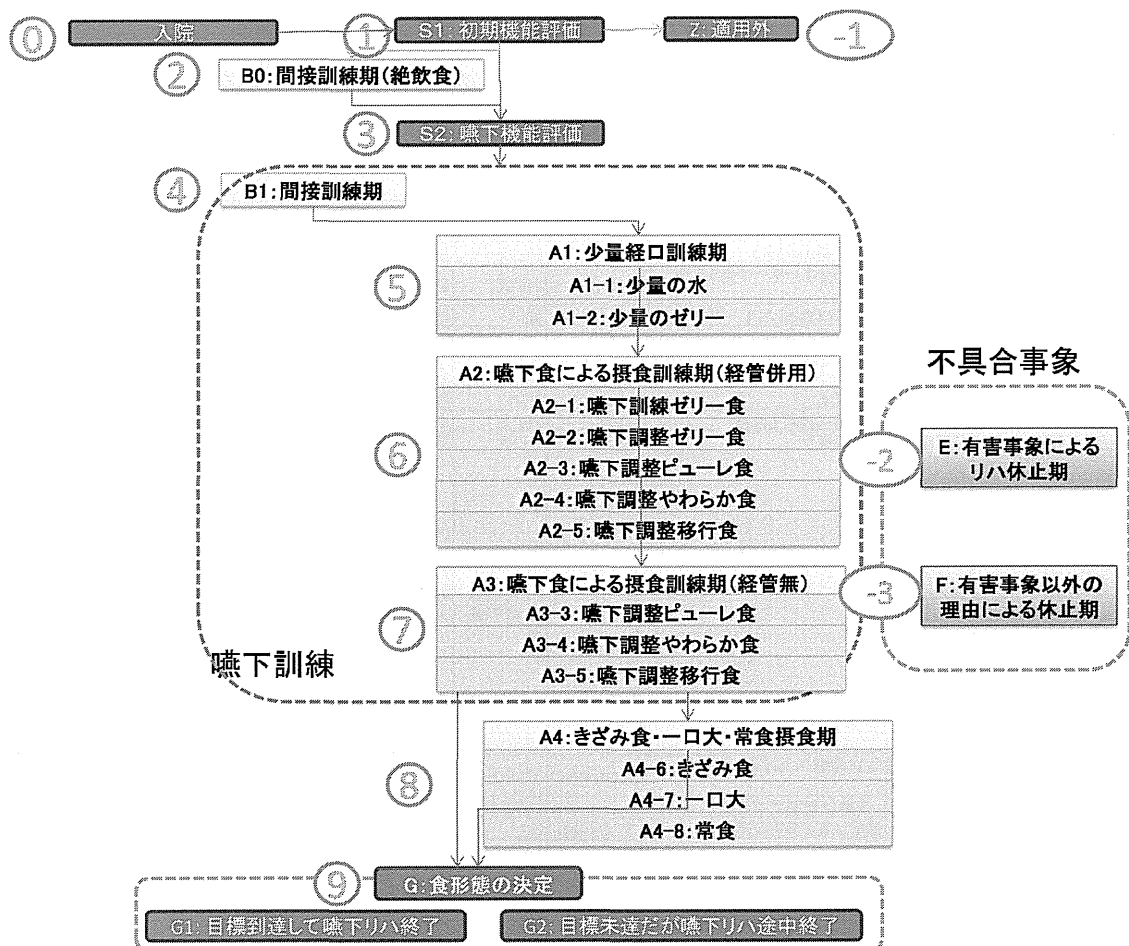 0
入院
1
S1:初期機能評価
Z:適用外
-1
2
B0:間接訓練期(絶飲食)
3
S2:嚥下機能評価
4
B1:間接訓練期
5
A1:少量経口訓練期
A1-1:少量の水
A1-2:少量のゼリー
6
A2:嚥下食による摂食訓練期(経管併用)
A2-1:嚥下訓練ゼリー食
A2-2:嚥下調整ゼリー食
A2-3:嚥下調整ピューレ食
A2-4:嚥下調整やわらか食
A2-5:嚥下調整移行食
不具合事象
-2
E:有害事象による
リハ休止期
7
A3:嚥下食による摂食訓練期(経管無)
A3-3:嚥下調整ピューレ食
A3-4:嚥下調整やわらか食
A3-5:嚥下調整移行食
-3
F:有害事象以外の
理由による休止期
嚥下訓練
8
A4:きざみ食・一口大・常食摂食期
A4-6:きざみ食
A4-7:一口大
A4-8:常食
9
G:食形態の決定
G1:目標到達して嚥下リハ終了
G2:目標未達だが嚥下リハ途中終了